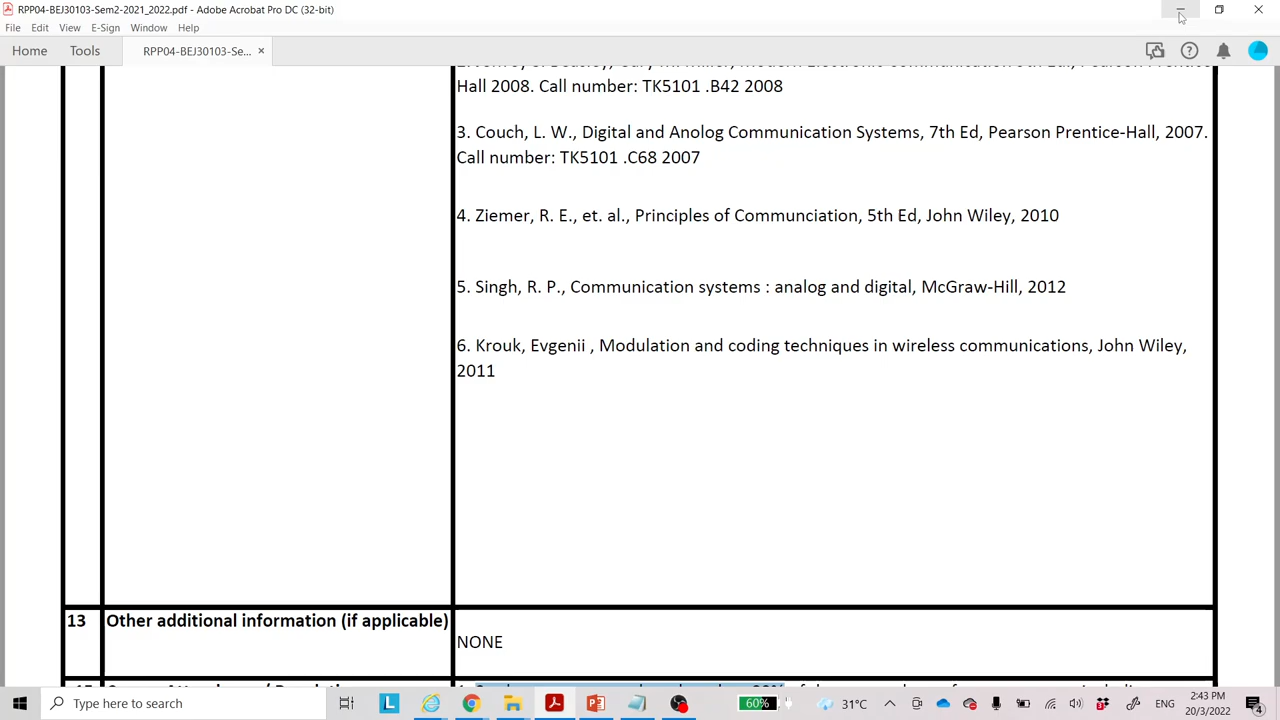 RPP04-BEJ30103-Sem2-2021_2022.pdf - Adobe Acrobat Pro DC (32-bit)
File Edit View E-Sign Window Help
Home Tools RPP04-BEJ30103-Se... ×
Hall 2008. Call number: TK5101 .B42 2008
3. Couch, L. W., Digital and Anolog Communication Systems, 7th Ed, Pearson Prentice-Hall, 2007.
Call number: TK5101 .C68 2007
4. Ziemer, R. E., et. al., Principles of Communciation, 5th Ed, John Wiley, 2010
5. Singh, R. P., Communication systems : analog and digital, McGraw-Hill, 2012
6. Krouk, Evgenii , Modulation and coding techniques in wireless communications, John Wiley,
2011
13 Other additional information (if applicable)
NONE
Type here to search
60%
31°C
ENG
2:43 PM
20/3/2022
4